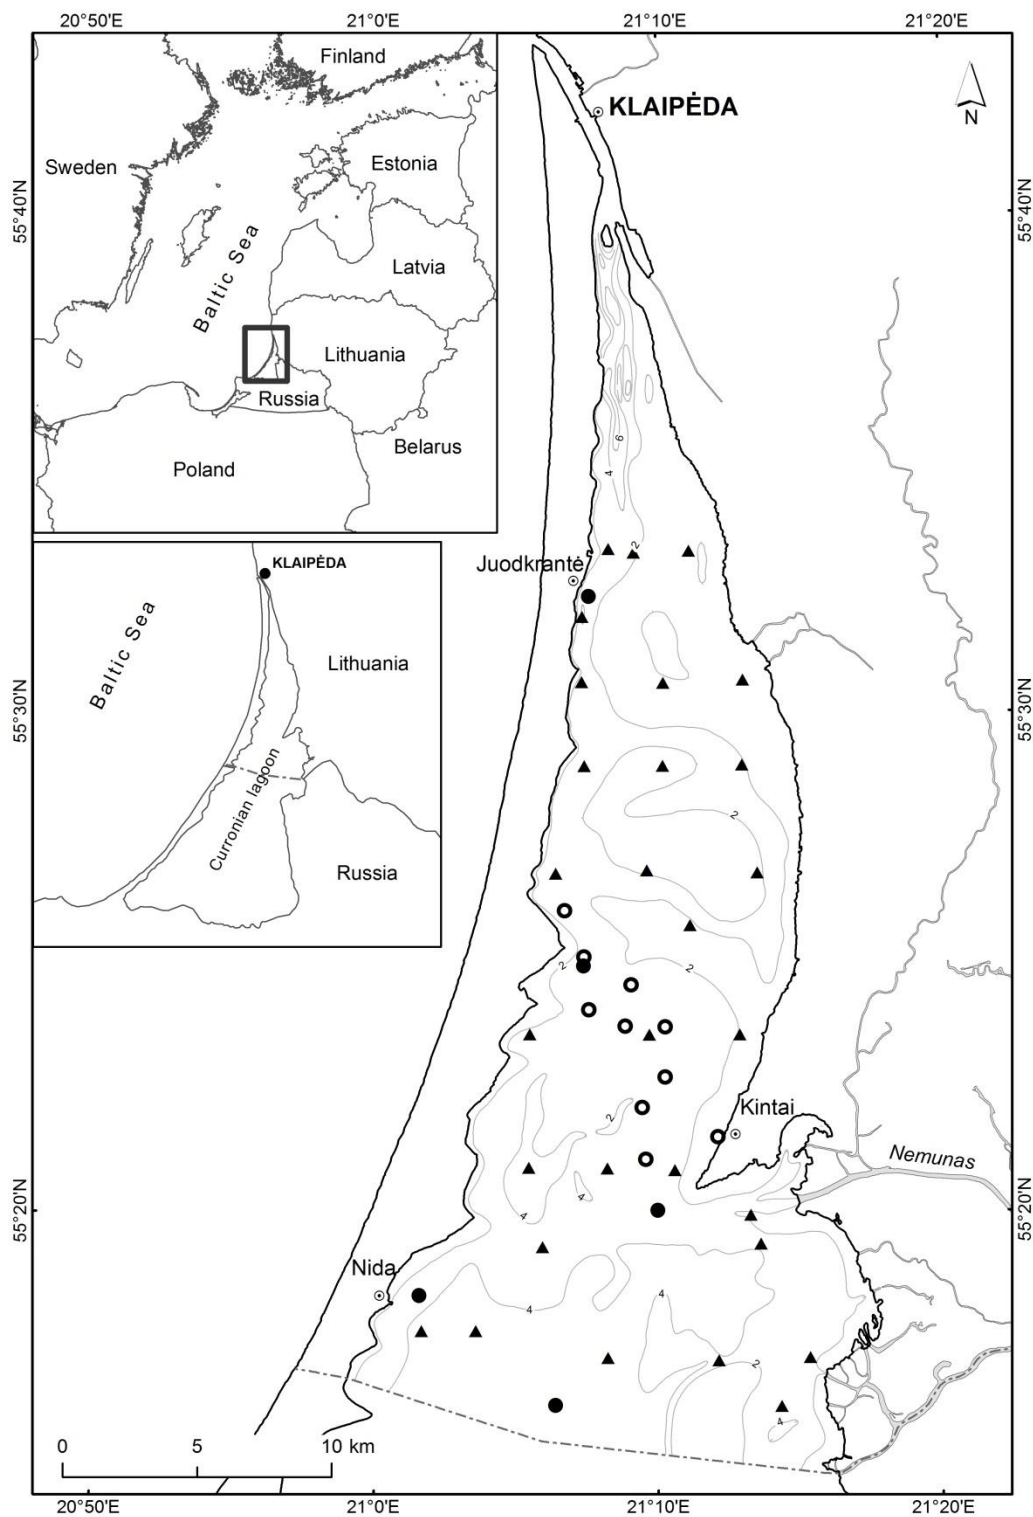 20°50'E
21°0'E
21°10'E
21°20'E
Finland
N
KLAIPĖDA
Sweden
Estonia
55°40'N
55°40'N
Baltic Sea
Latvia
Lithuania
Russia
Belarus
Poland
6
4
2
Juodkrantė
KLAIPĖDA
Baltic Sea
Lithuania
55°30'N
55°30'N
Curronian lagoon
Russia
2
2
2
2
Kintai
Nemunas
4
4
55°20'N
55°20'N
Nida
4
4
2
4
0
5
10 km
20°50'E
21°0'E
21°10'E
21°20'E